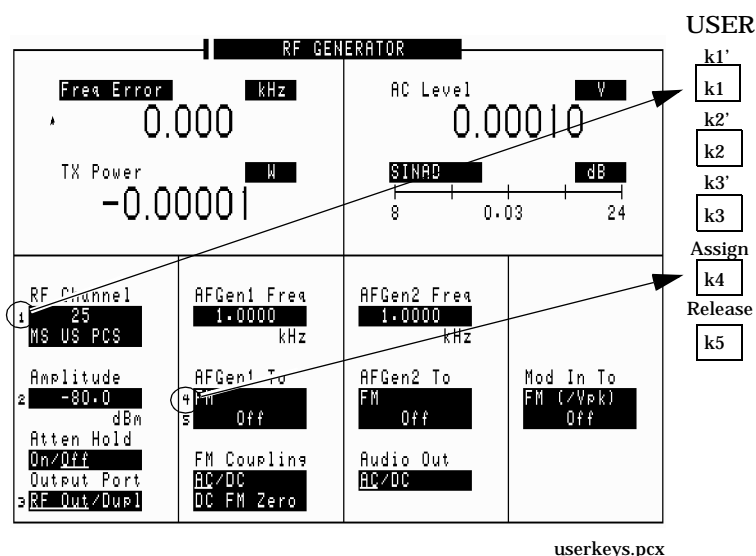 USER
RF GENERATOR
k1'
k1
k2'
k2
k3'
k3
Assign
k4
Release
k5
Freq Error kHz
0.000
AC Level V
0.00010
TX Power W
-0.00001
SINAD dB
8 0.03 24
RF Channel
1 25
MS US PCS
AFGen1 Freq
1.0000
kHz
AFGen2 Freq
1.0000
kHz
Amplitude
2 -80.0
dBm
Atten Hold
On/Off
Output Port
3 RF Out/Dupl
AFGen1 To
4 FM
5 Off
FM Coupling
AC/DC
DC FM Zero
AFGen2 To
FM
Off
Audio Out
AC/DC
Mod In To
FM (/Vpk)
Off
userkeys.pcx